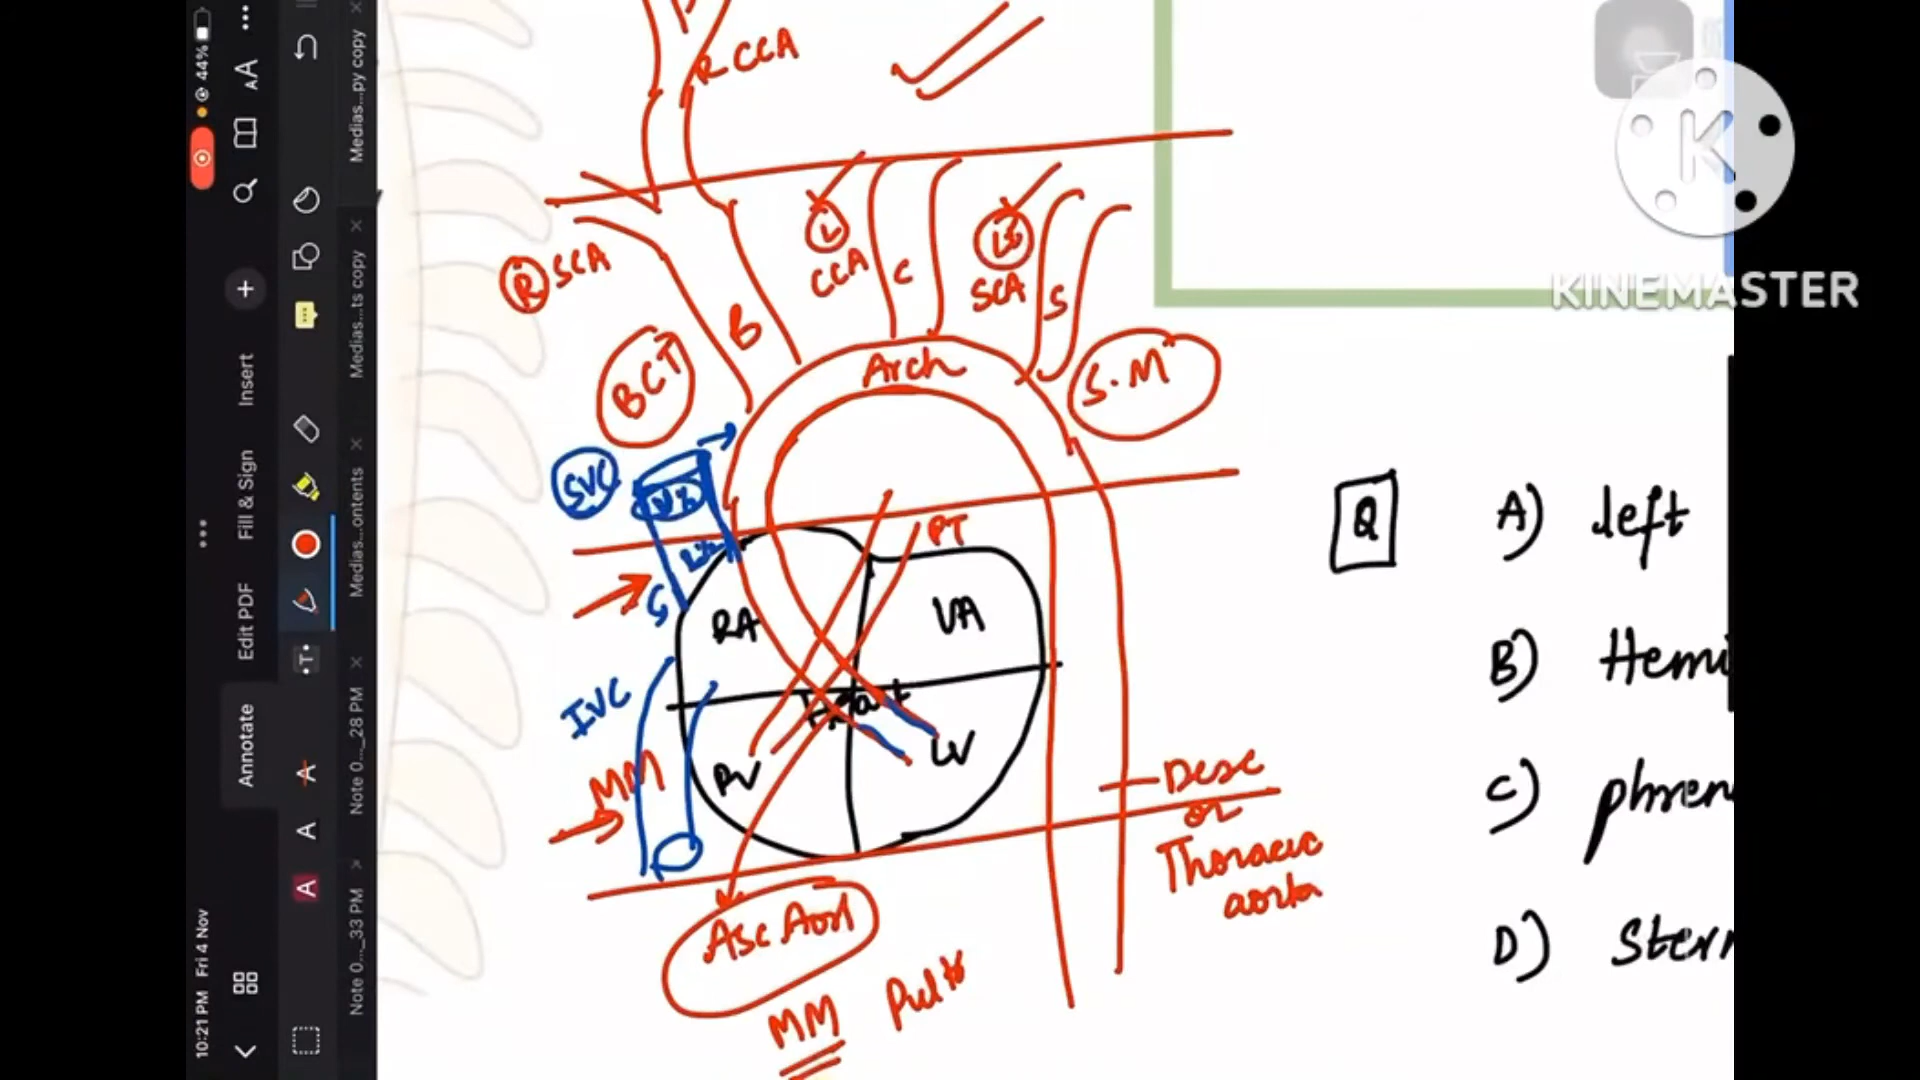 R CCA
R SCA
L
CCA
C
SCA
S
B
BCT
Arch
S.M
SVC
PT
RA
LA
IVC
Heart
RV
LV
MM
Desc
or
Thoracic
aorta
Asc Aort
MM
Q
A) left
B) Hemi
C) phren
D) Stern
KINEMASTER
44%
Insert
Fill & Sign
Edit PDF
Annotate
10:21 PM Fri 4 Nov
Medias...py copy
Medias...ts copy
Medias...ontents
Note 0..._28 PM
Note 0..._33 PM